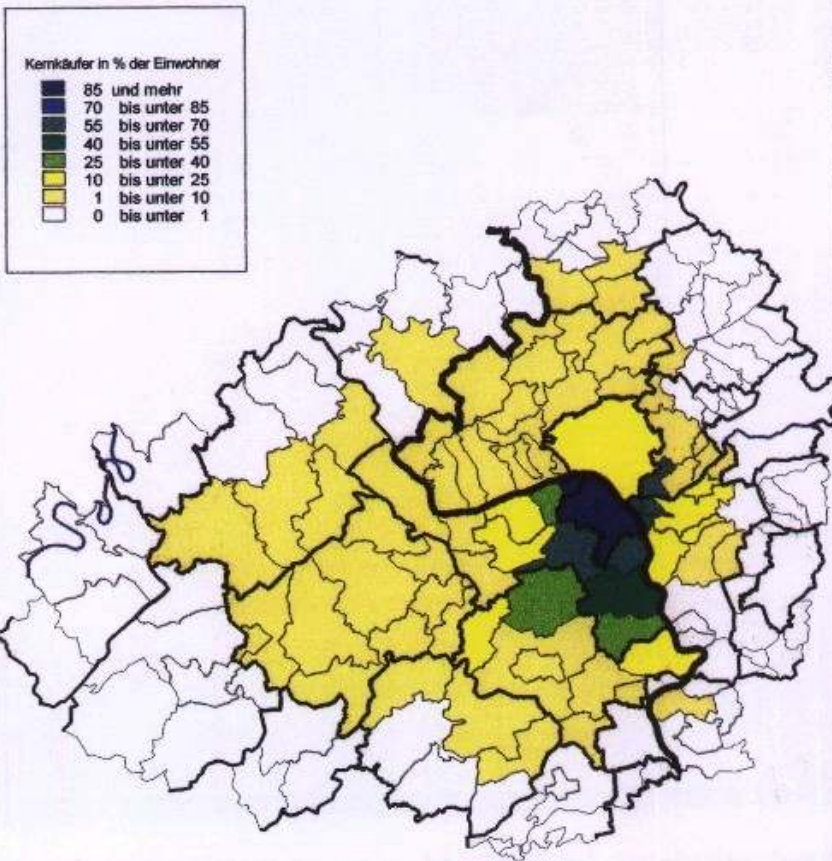 Kernkäufer in % der Einwohner
85 und mehr
70 bis unter 85
55 bis unter 70
40 bis unter 55
25 bis unter 40
10 bis unter 25
1 bis unter 10
0 bis unter 1